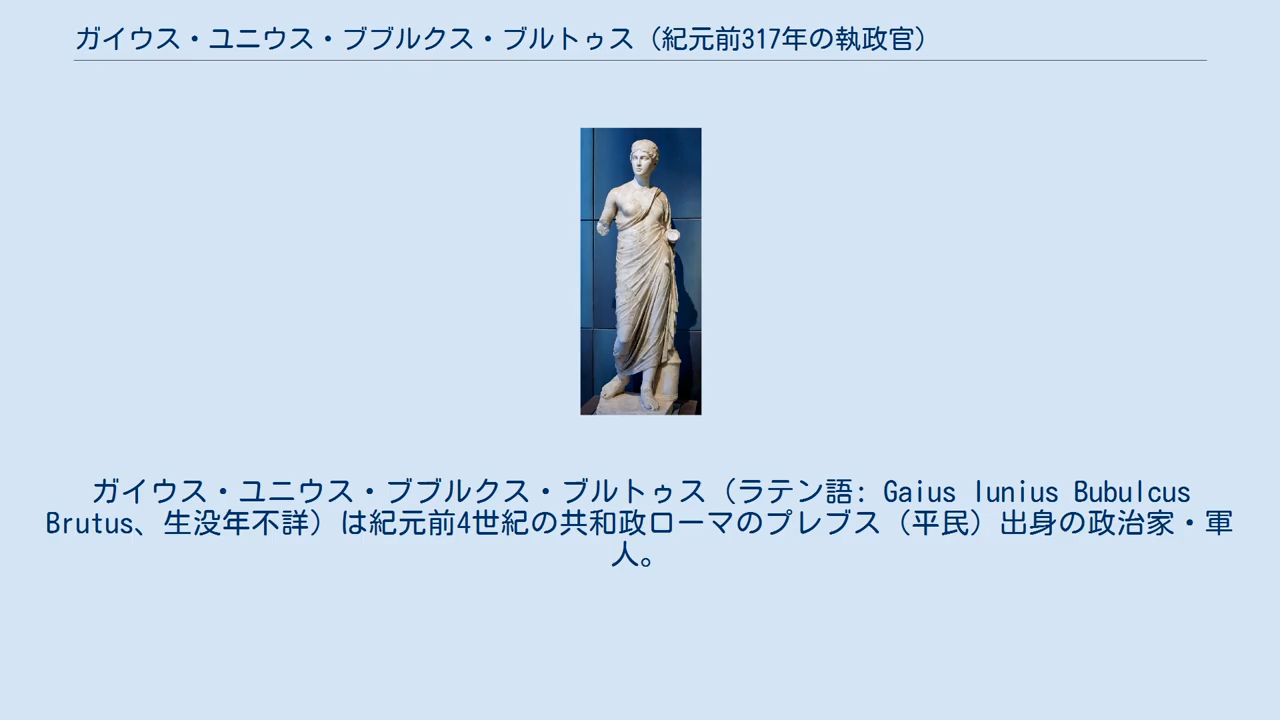 ガイウス・ユニウス・ブブルクス・ブルトゥス（紀元前317年の執政官）
ガイウス・ユニウス・ブブルクス・ブルトゥス（ラテン語: Gaius Iunius Bubulcus
Brutus、生没年不詳）は紀元前4世紀の共和政ローマのプレブス（平民）出身の政治家・軍
人。